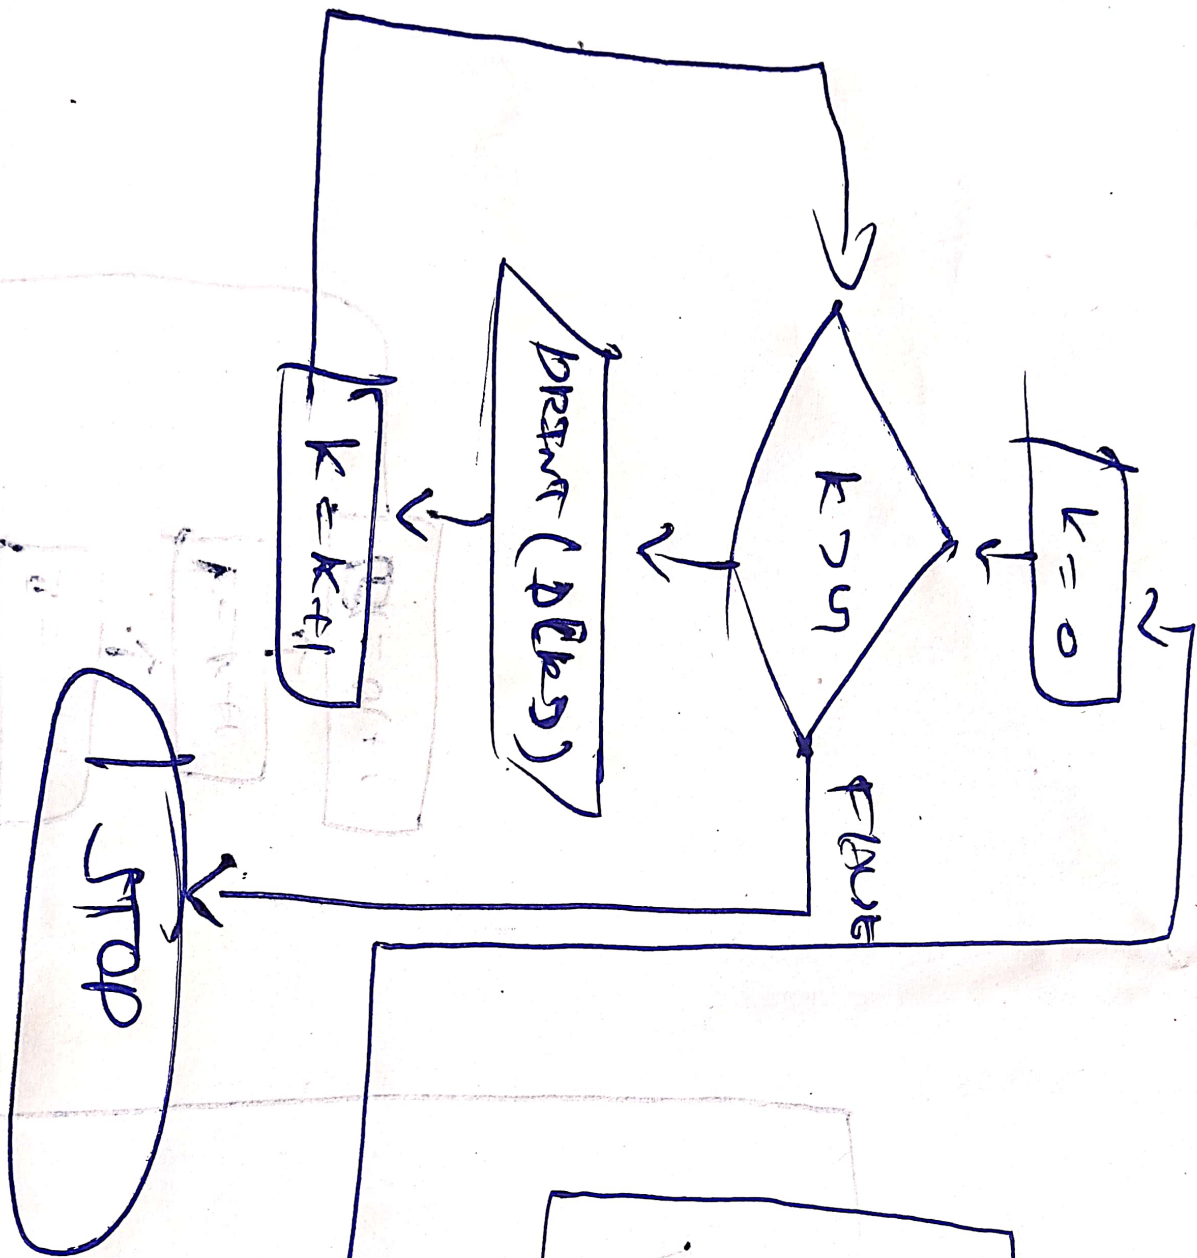 K = 0
K > 5
FALSE
print (D[k])
K = K+1
STOP